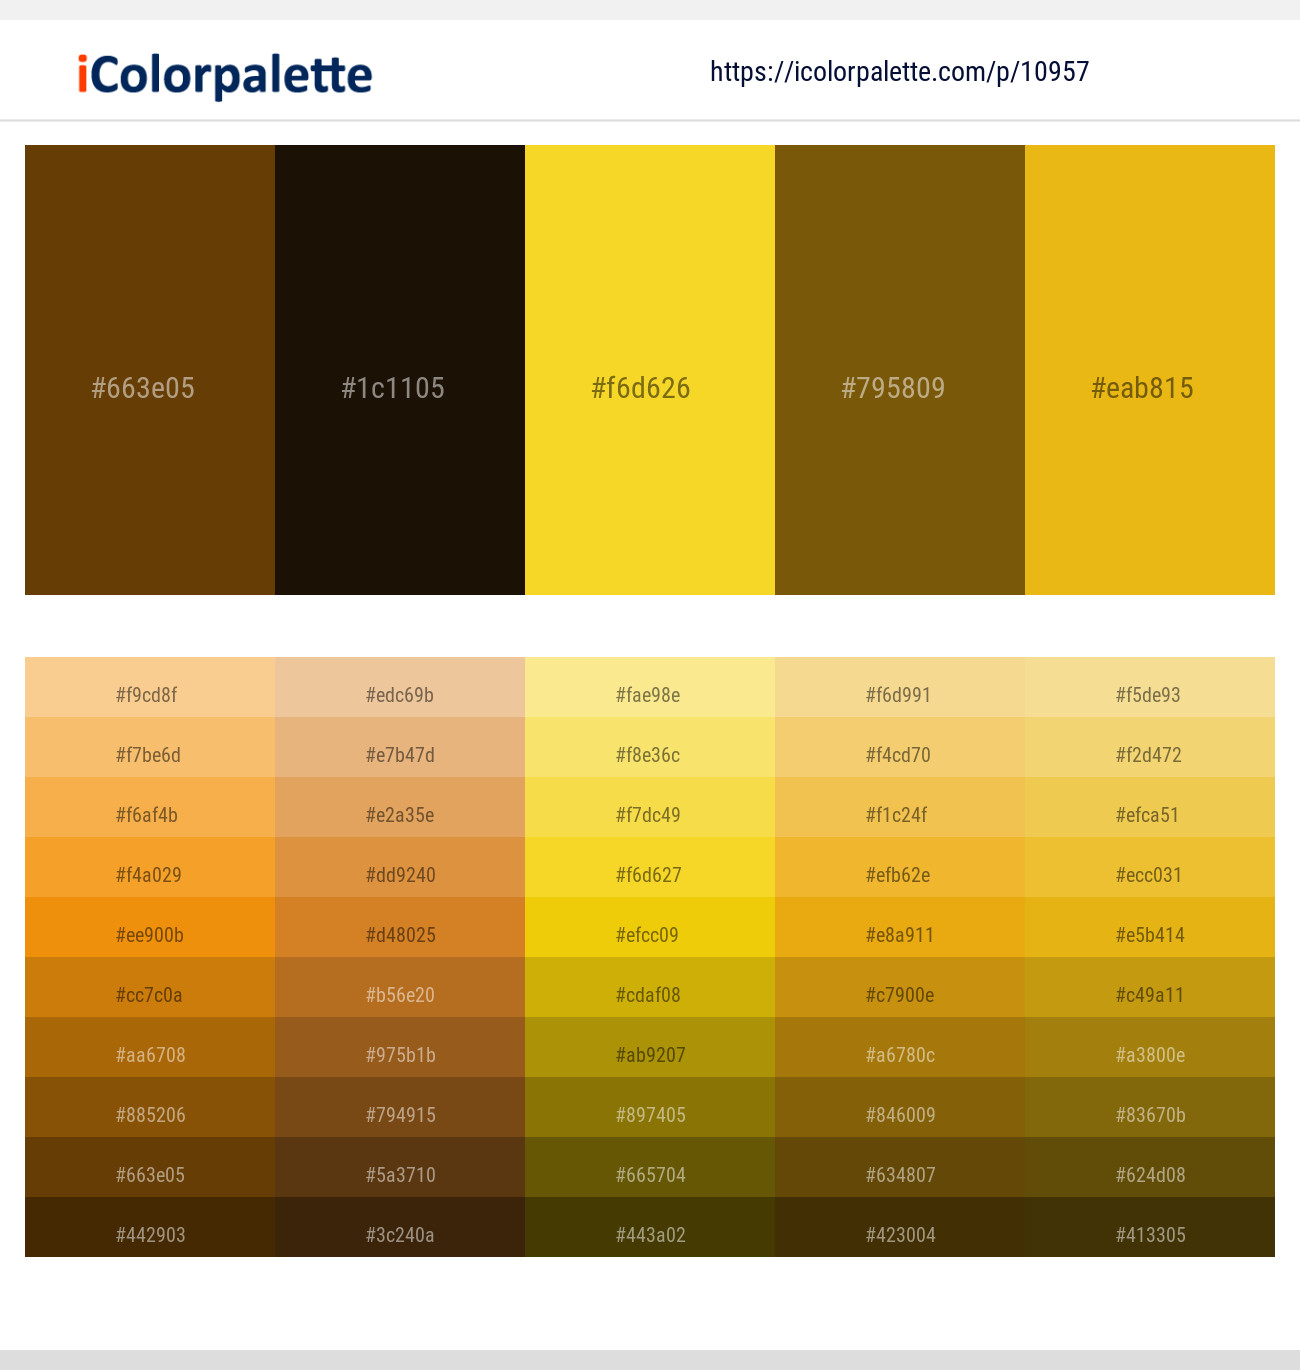 iColorpalette
https://icolorpalette.com/p/10957
#663e05 #1c1105 #f6d626 #795809 #eab815
#f9cd8f #edc69b #fae98e #f6d991 #f5de93
#f7be6d #e7b47d #f8e36c #f4cd70 #f2d472
#f6af4b #e2a35e #f7dc49 #f1c24f #efca51
#f4a029 #dd9240 #f6d627 #efb62e #ecc031
#ee900b #d48025 #efcc09 #e8a911 #e5b414
#cc7c0a #b56e20 #cdaf08 #c7900e #c49a11
#aa6708 #975b1b #ab9207 #a6780c #a3800e
#885206 #794915 #897405 #846009 #83670b
#663e05 #5a3710 #665704 #634807 #624d08
#442903 #3c240a #443a02 #423004 #413305